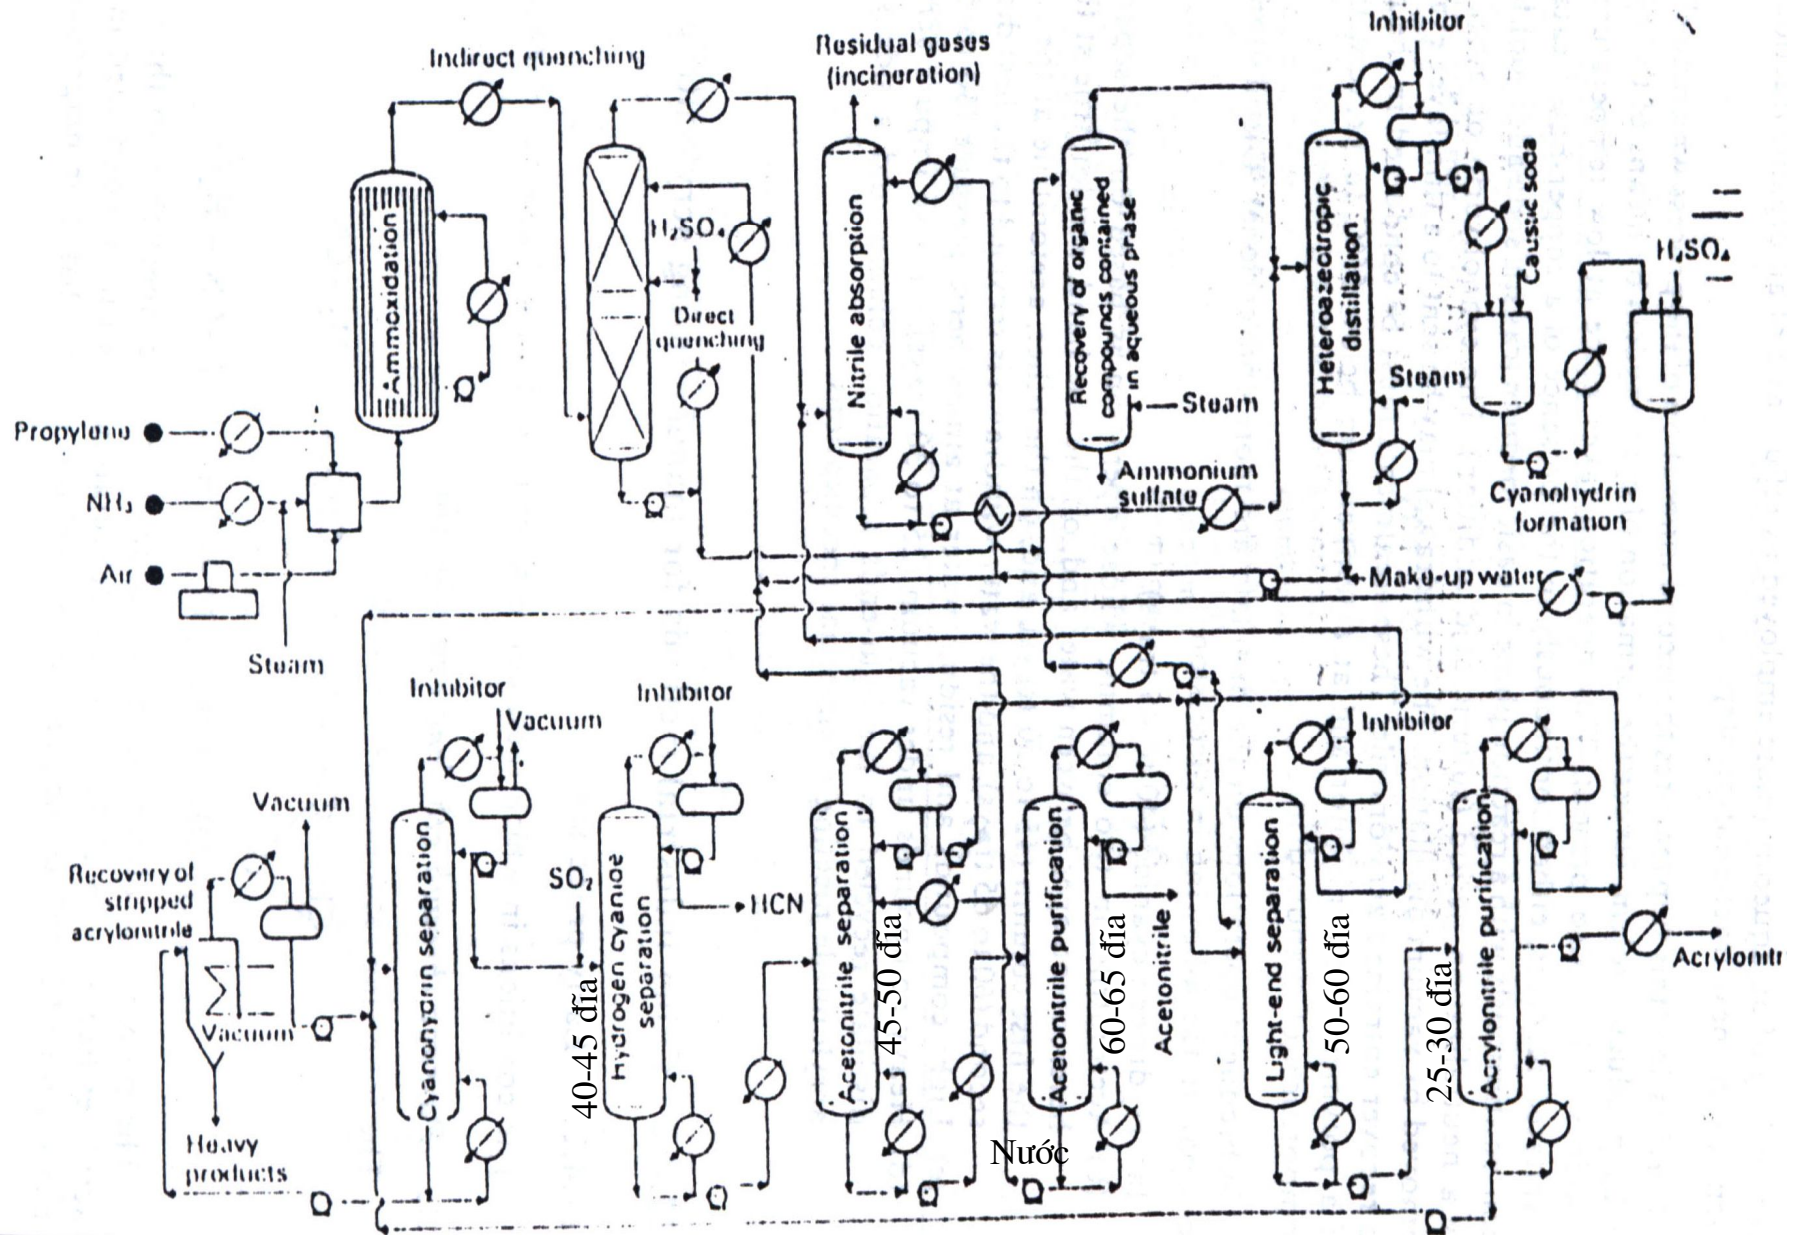 Inhibitor
Residual gases
(incineration)
Indirect quenching
Ammoxidation
H₂SO₄
Direct
quenching
Nitrile absorption
Recovery of organic
compounds contained
in aqueous phase
Steam
Ammonium
sulfate
Heteroazeotropic
distillation
Steam
Caustic soda
H₂SO₄
Cyanohydrin
formation
Make-up water
Propylene
NH₃
Air
Steam
Inhibitor
Vacuum
Inhibitor
Inhibitor
Vacuum
Recovery of
stripped
acrylonitrile
Vacuum
Heavy
products
Cyanohydrin separation
SO₂
40-45 đĩa
Hydrogen cyanide
separation
HCN
Acetonitrile separation
45-50 đĩa
Nước
Acetonitrile purification
60-65 đĩa
Acetonitrile
Light-end separation
50-60 đĩa
25-30 đĩa
Acrylonitrile purification
Acrylonitr